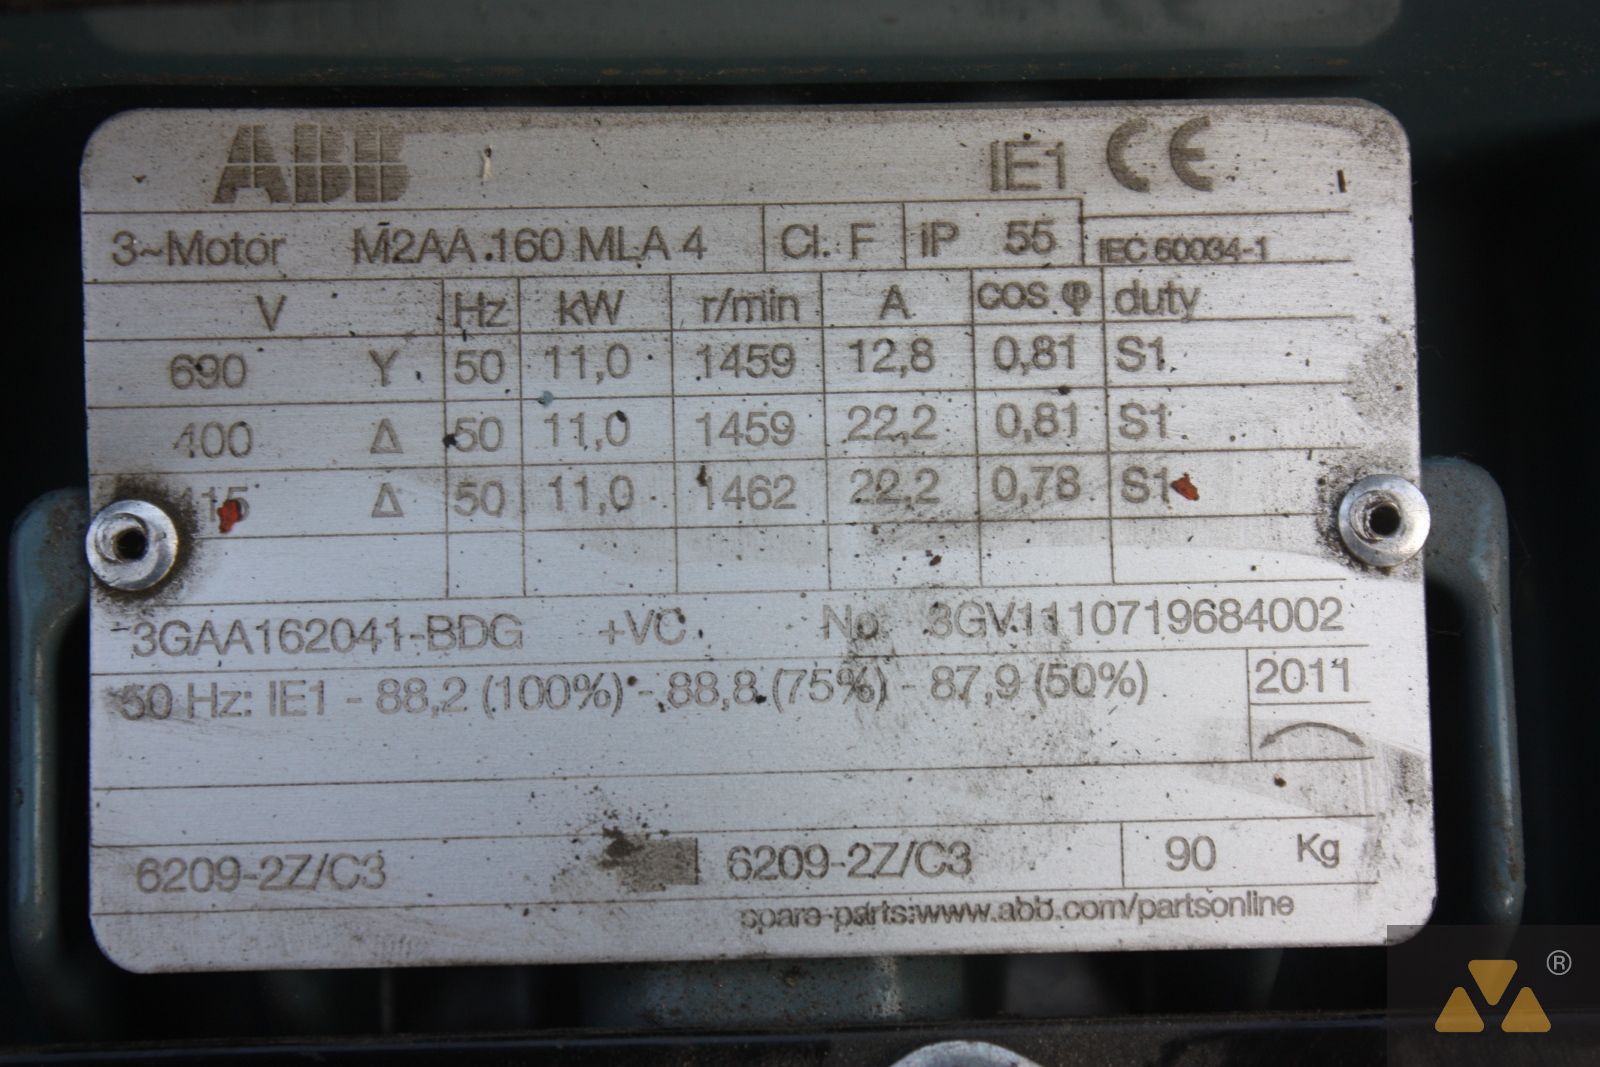 ABB IE1 CE
3~Motor M2AA 160 MLA 4 Cl. F IP 55 IEC 60034-1
V Hz kW r/min A cos φ duty
690 Y 50 11,0 1459 12,8 0,81 S1
400 Δ 50 11,0 1459 22,2 0,81 S1
415 Δ 50 11,0 1462 22,2 0,78 S1
3GAA162041-BDG +VC No. 3GV1110719684002
50 Hz: IE1 - 88,2 (100%) - 88,8 (75%) - 87,9 (50%) 2011
6209-2Z/C3 6209-2Z/C3 90 Kg
spare-parts:www.abb.com/partsonline
®